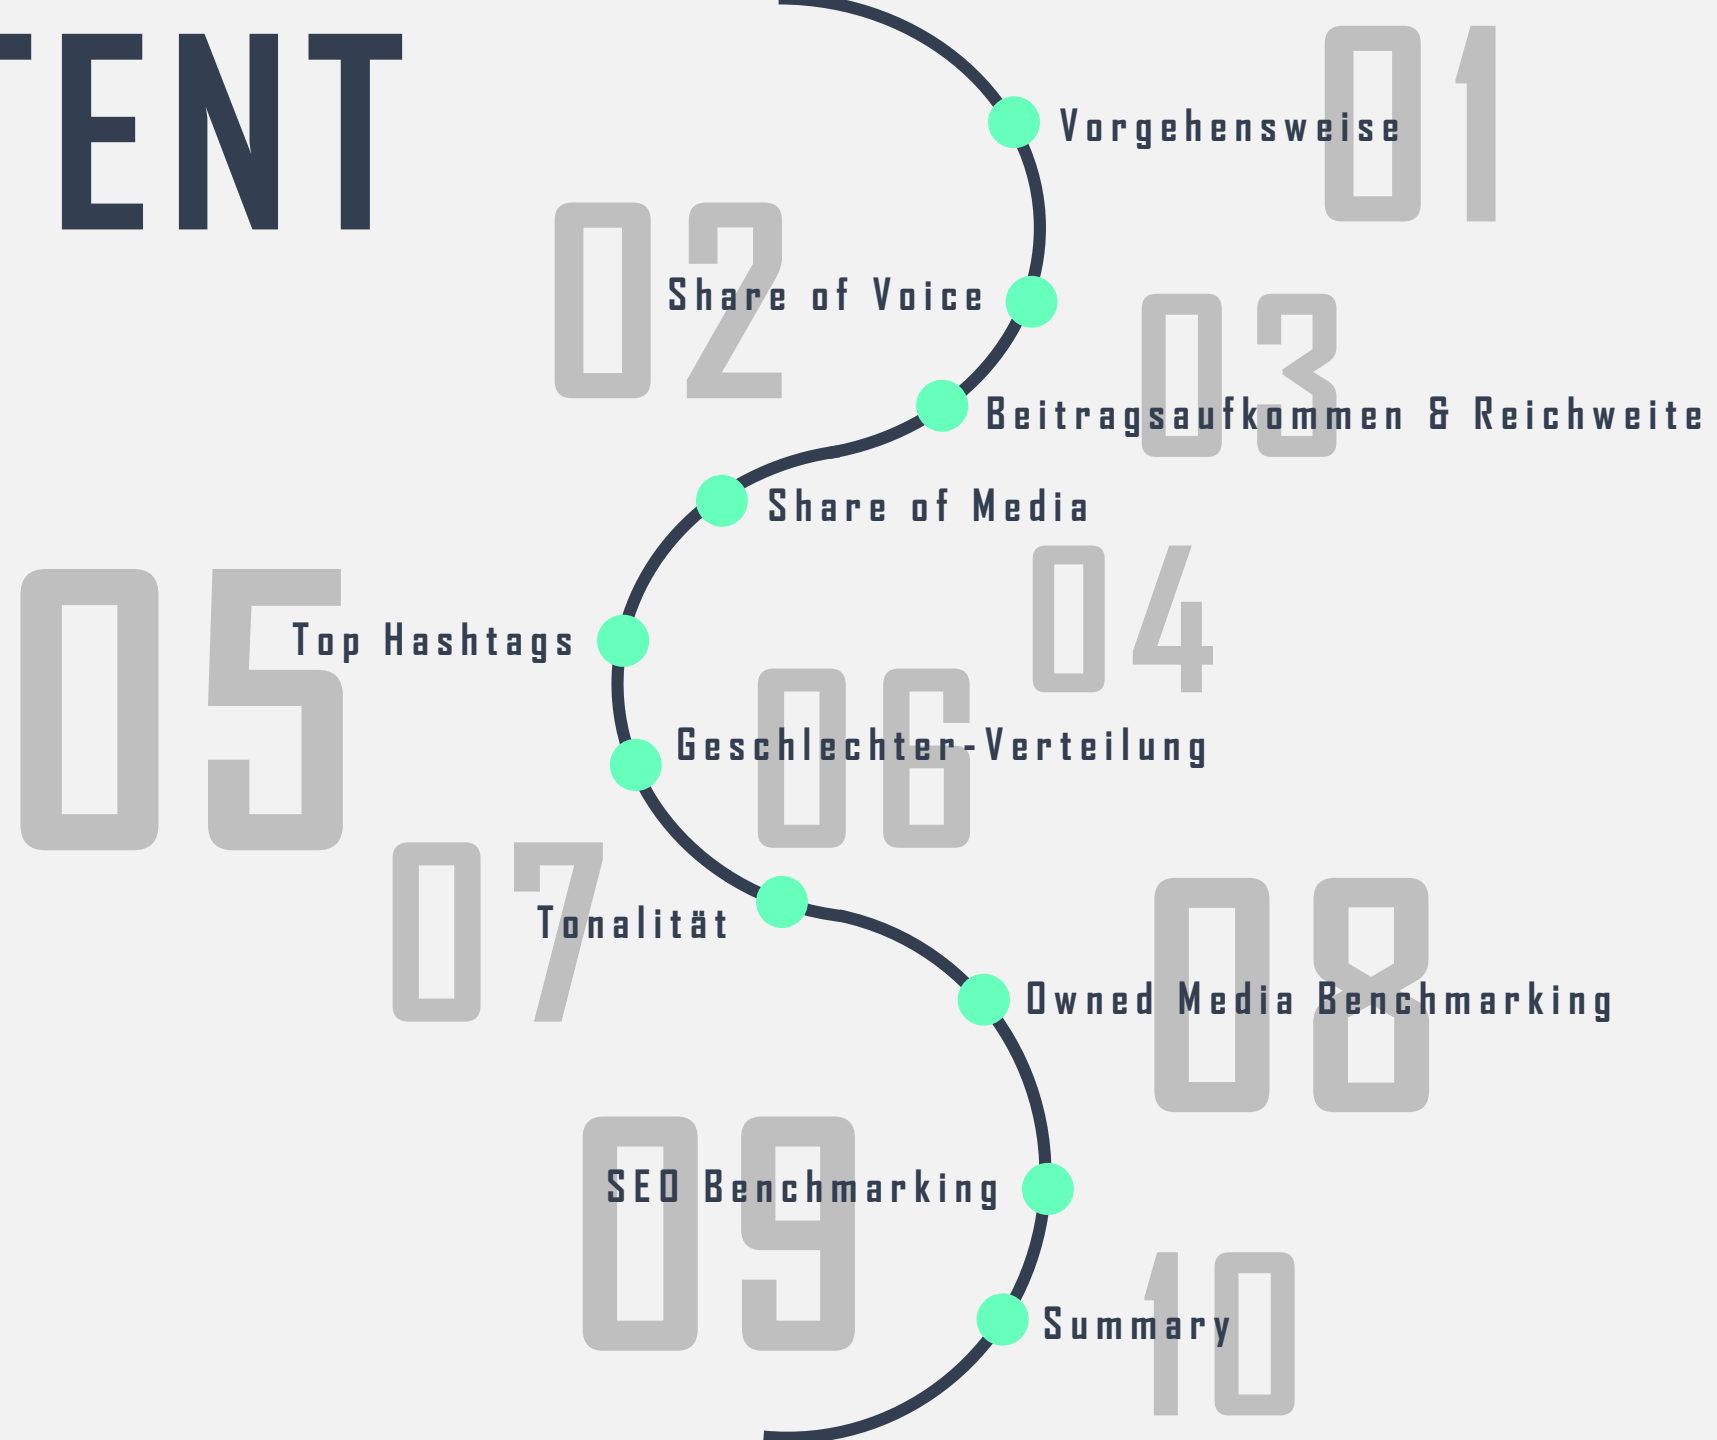 TENT
01
Vorgehensweise
02
Share of Voice
03
Beitragsaufkommen & Reichweite
Share of Media
04
05
Top Hashtags
06
Geschlechter-Verteilung
07
Tonalität
08
Owned Media Benchmarking
09
SEO Benchmarking
10
Summary